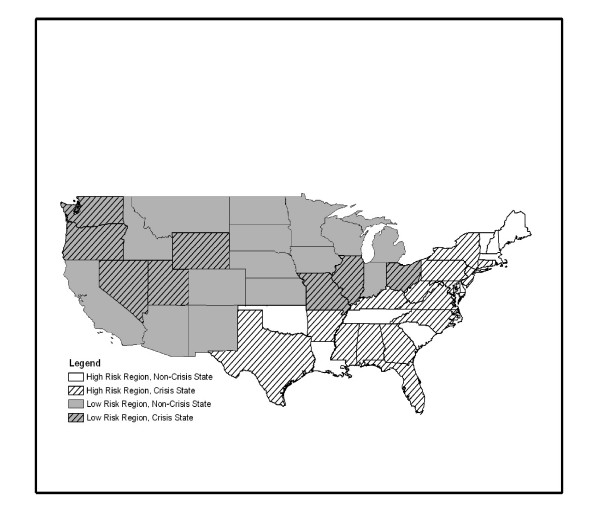 Legend
High Risk Region, Non-Crisis State
High Risk Region, Crisis State
Low Risk Region, Non-Crisis State
Low Risk Region, Crisis State